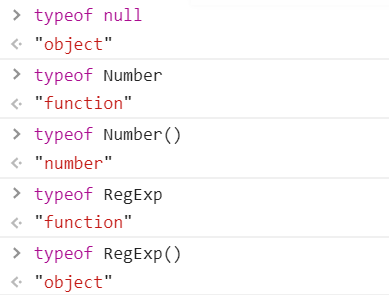 > typeof null
<· "object"
> typeof Number
<· "function"
> typeof Number()
<· "number"
> typeof RegExp
<· "function"
> typeof RegExp()
<· "object"